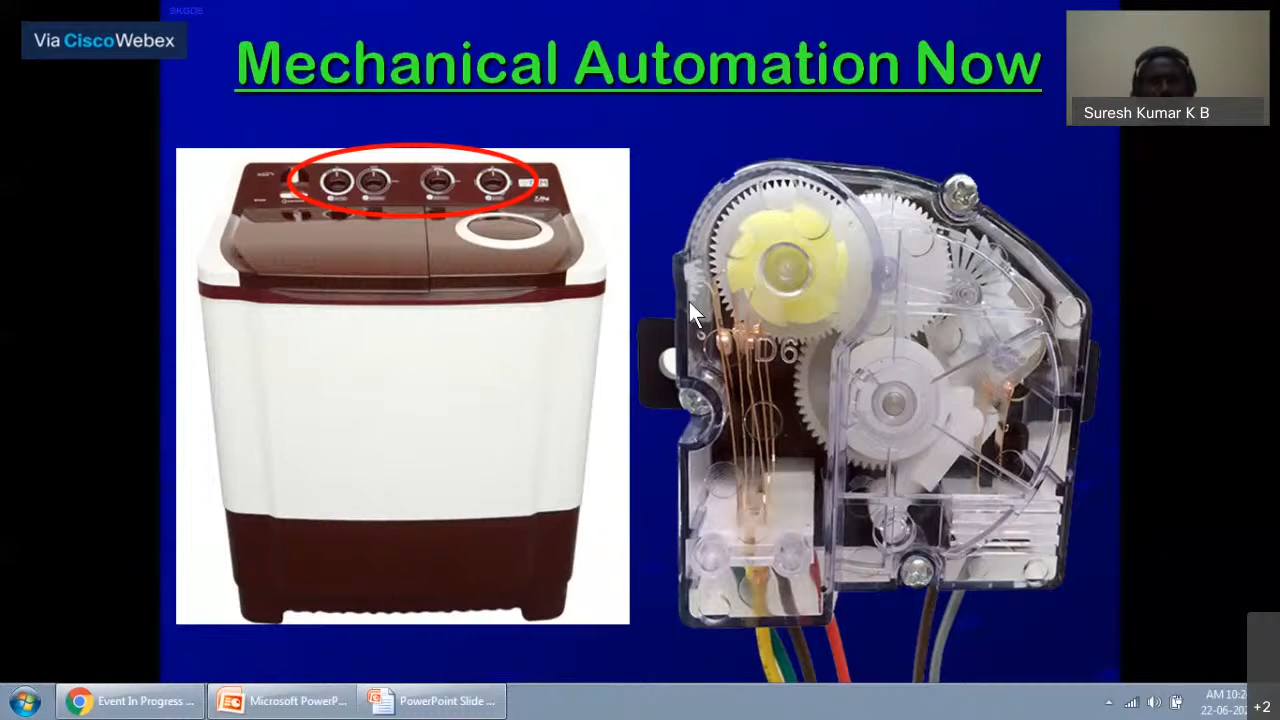 SKGDB
Via CiscoWebex
Mechanical Automation Now
Suresh Kumar K B
D6
Event In Progress ...
Microsoft PowerP...
PowerPoint Slide ...
AM 10:2
22-06-20
+2